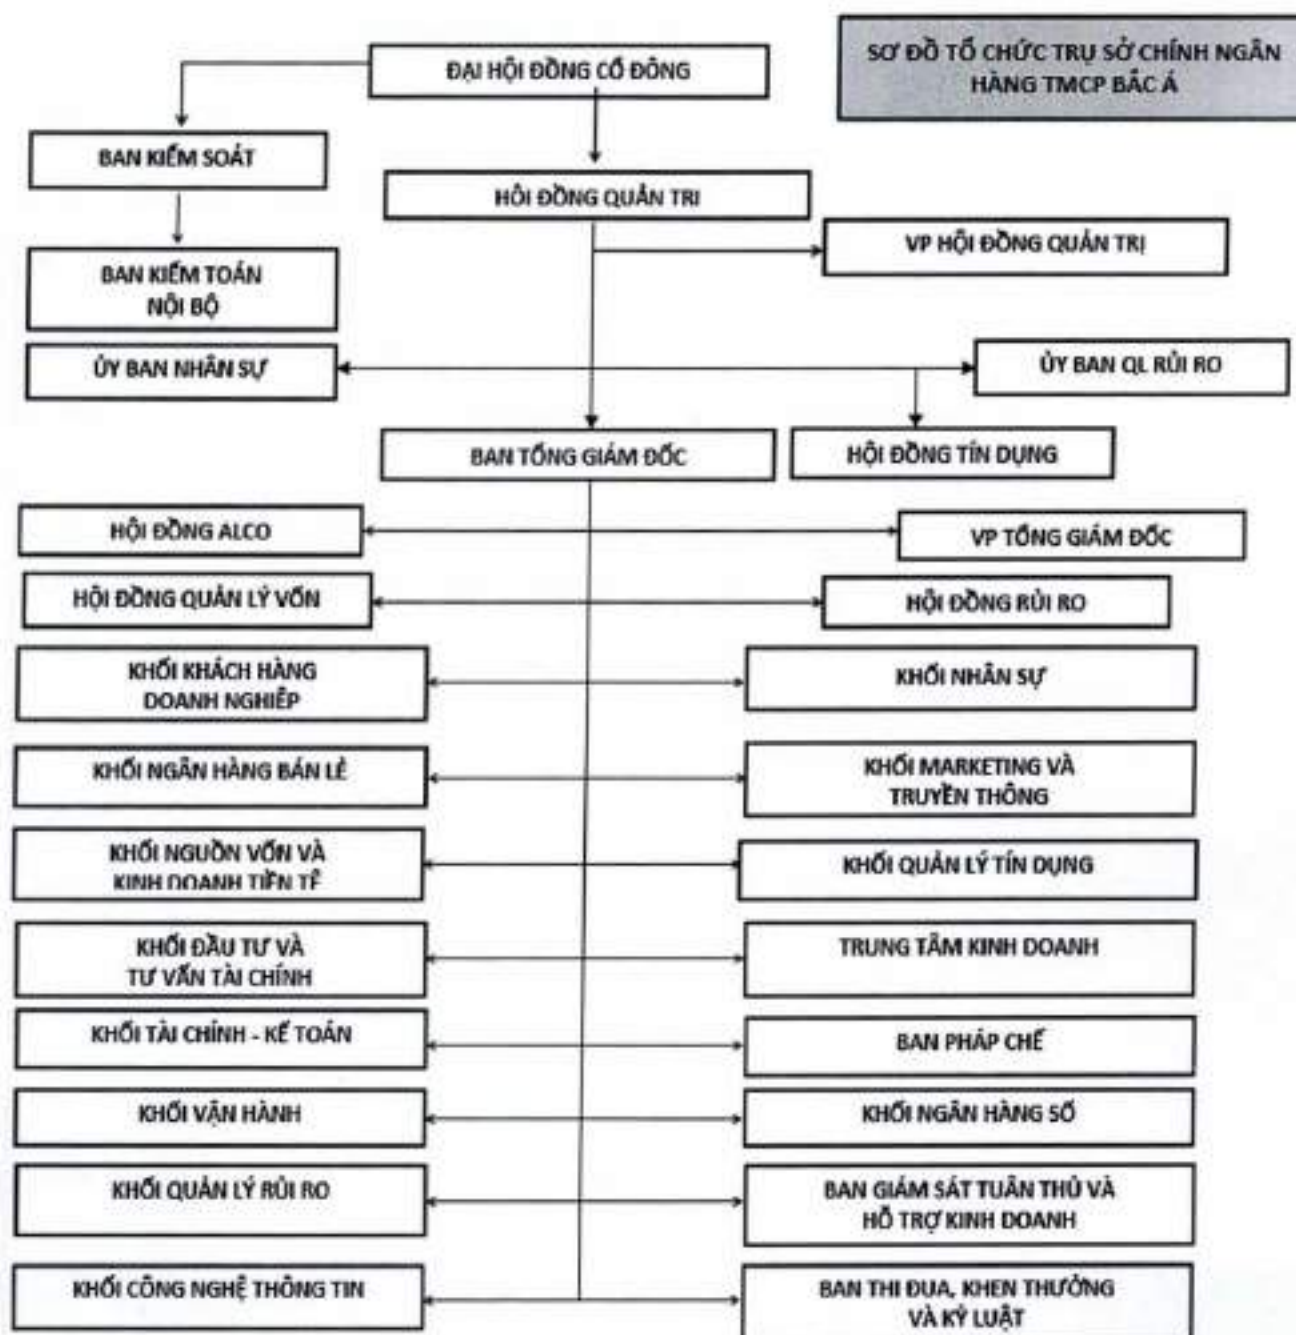 SƠ ĐỒ TỔ CHỨC TRỤ SỞ CHÍNH NGÂN
HÀNG TMCP BẮC Á
ĐẠI HỘI ĐỒNG CỔ ĐÔNG
BAN KIỂM SOÁT
HÔI ĐỒNG QUẢN TRI
VP HỘI ĐỒNG QUẢN TRỊ
BAN KIỂM TOÁN
NỘI BỘ
ỦY BAN NHÂN SỰ
ỦY BAN QL RỦI RO
BAN TỔNG GIÁM ĐỐC
HỘI ĐỒNG TÍN DỤNG
HỘI ĐỒNG ALCO
VP TỔNG GIÁM ĐỐC
HỘI ĐỒNG QUẢN LÝ VỐN
HỘI ĐỒNG RỦI RO
KHỐI KHÁCH HÀNG
DOANH NGHIỆP
KHỐI NHÂN SỰ
KHỐI NGÂN HÀNG BÁN LẺ
KHỐI MARKETING VÀ
TRUYỀN THÔNG
KHỐI NGUỒN VỐN VÀ
KINH DOANH TIỀN TỆ
KHỐI QUẢN LÝ TÍN DỤNG
KHỐI ĐẦU TƯ VÀ
TƯ VẤN TÀI CHÍNH
TRUNG TÂM KINH DOANH
KHỐI TÀI CHÍNH - KẾ TOÁN
BAN PHÁP CHẾ
KHỐI VẬN HÀNH
KHỐI NGÂN HÀNG SỐ
KHỐI QUẢN LÝ RỦI RO
BAN GIÁM SÁT TUÂN THỦ VÀ
HỖ TRỢ KINH DOANH
KHỐI CÔNG NGHỆ THÔNG TIN
BAN THI ĐUA, KHEN THƯỞNG
VÀ KỶ LUẬT